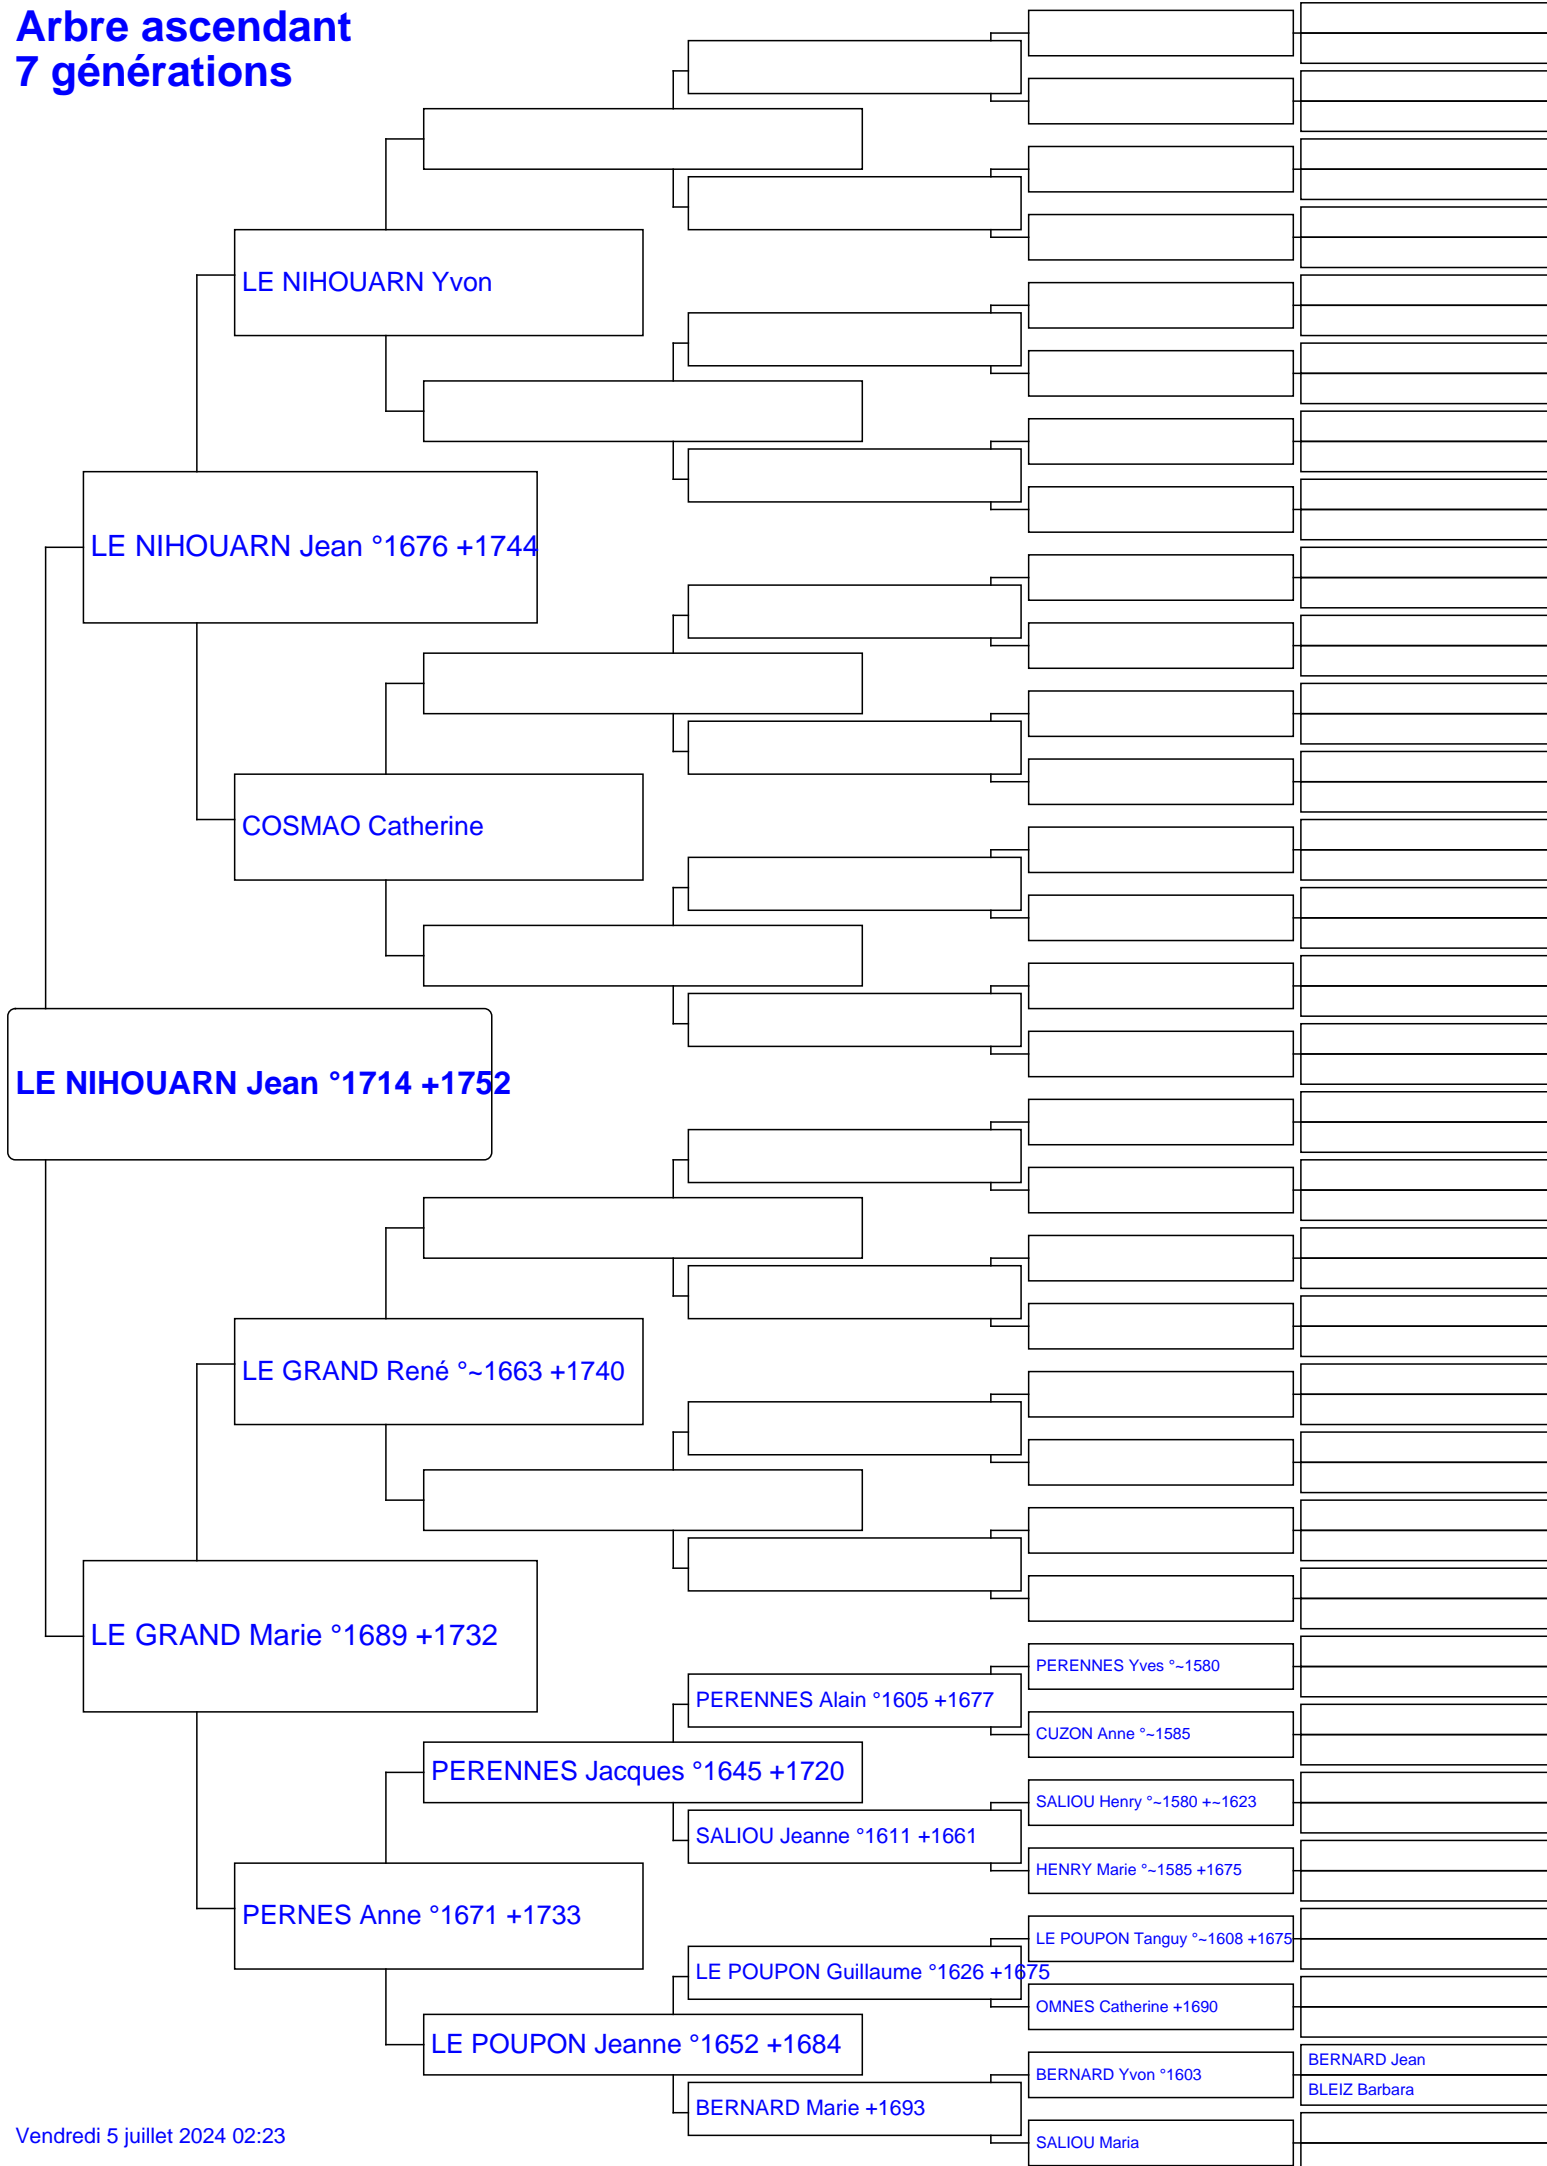 Arbre ascendant
7 générations
LE NIHOUARN Yvon
LE NIHOUARN Jean °1676 +1744
COSMAO Catherine
LE NIHOUARN Jean °1714 +1752
LE GRAND René °~1663 +1740
LE GRAND Marie °1689 +1732
PERENNES Yves °~1580
PERENNES Alain °1605 +1677
CUZON Anne °~1585
PERENNES Jacques °1645 +1720
SALIOU Henry °~1580 +~1623
SALIOU Jeanne °1611 +1661
HENRY Marie °~1585 +1675
PERNES Anne °1671 +1733
LE POUPON Tanguy °~1608 +1675
LE POUPON Guillaume °1626 +1675
OMNES Catherine +1690
LE POUPON Jeanne °1652 +1684
BERNARD Jean
BERNARD Yvon °1603
BLEIZ Barbara
BERNARD Marie +1693
SALIOU Maria
Vendredi 5 juillet 2024 02:23